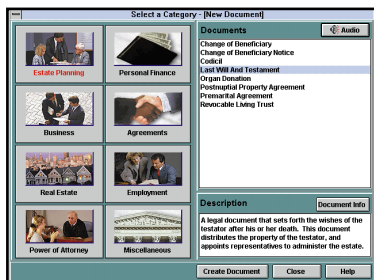 Select a Category - [New Document]
Estate Planning
Personal Finance
Business
Agreements
Real Estate
Employment
Power of Attorney
Miscellaneous
Documents
Audio
Change of Beneficiary
Change of Beneficiary Notice
Codicil
Last Will And Testament
Organ Donation
Postnuptial Property Agreement
Premarital Agreement
Revocable Living Trust
Description
Document Info
A legal document that sets forth the wishes of the
testator after his or her death. This document
distributes the property of the testator, and
appoints representatives to administer the estate.
Create Document
Close
Help